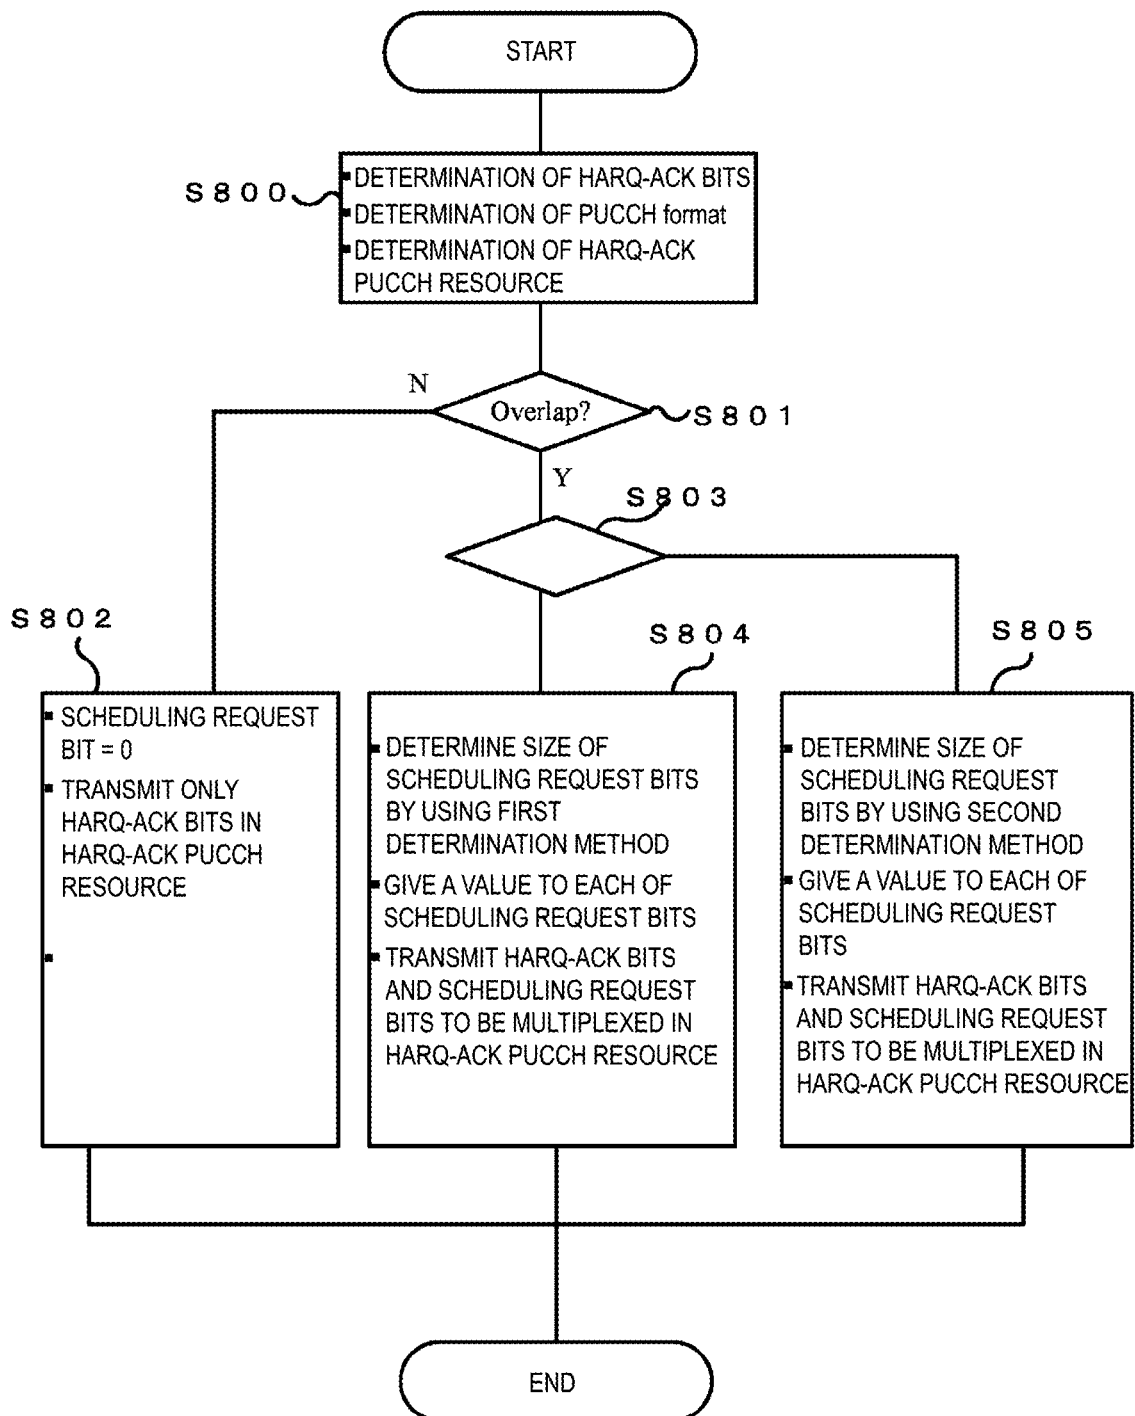 START
S800
▪ DETERMINATION OF HARQ-ACK BITS
▪ DETERMINATION OF PUCCH format
▪ DETERMINATION OF HARQ-ACK
PUCCH RESOURCE
N
Overlap?
S801
Y
S803
S802
▪ SCHEDULING REQUEST
BIT = 0
▪ TRANSMIT ONLY
HARQ-ACK BITS IN
HARQ-ACK PUCCH
RESOURCE
▪
S804
▪ DETERMINE SIZE OF
SCHEDULING REQUEST BITS
BY USING FIRST
DETERMINATION METHOD
▪ GIVE A VALUE TO EACH OF
SCHEDULING REQUEST BITS
▪ TRANSMIT HARQ-ACK BITS
AND SCHEDULING REQUEST
BITS TO BE MULTIPLEXED IN
HARQ-ACK PUCCH RESOURCE
S805
▪ DETERMINE SIZE OF
SCHEDULING REQUEST
BITS BY USING SECOND
DETERMINATION METHOD
▪ GIVE A VALUE TO EACH OF
SCHEDULING REQUEST
BITS
▪ TRANSMIT HARQ-ACK BITS
AND SCHEDULING REQUEST
BITS TO BE MULTIPLEXED IN
HARQ-ACK PUCCH RESOURCE
END